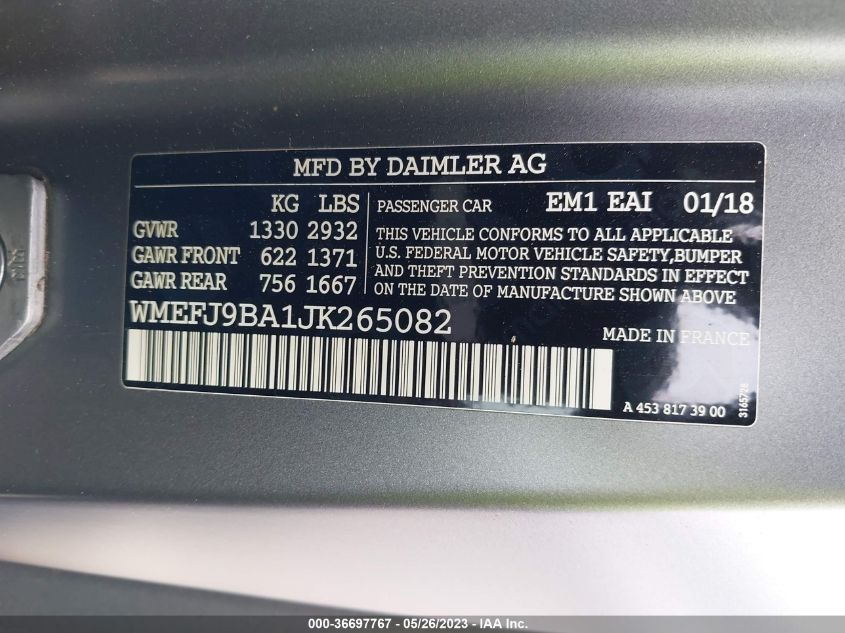 MFD BY DAIMLER AG
KG LBS
GVWR 1330 2932
GAWR FRONT 622 1371
GAWR REAR 756 1667
PASSENGER CAR EM1 EAI 01/18
THIS VEHICLE CONFORMS TO ALL APPLICABLE
U.S. FEDERAL MOTOR VEHICLE SAFETY,BUMPER
AND THEFT PREVENTION STANDARDS IN EFFECT
ON THE DATE OF MANUFACTURE SHOWN ABOVE
WMEFJ9BA1JK265082
MADE IN FRANCE
A 453 817 39 00
3165728
000-36697767 - 05/26/2023 - IAA Inc.